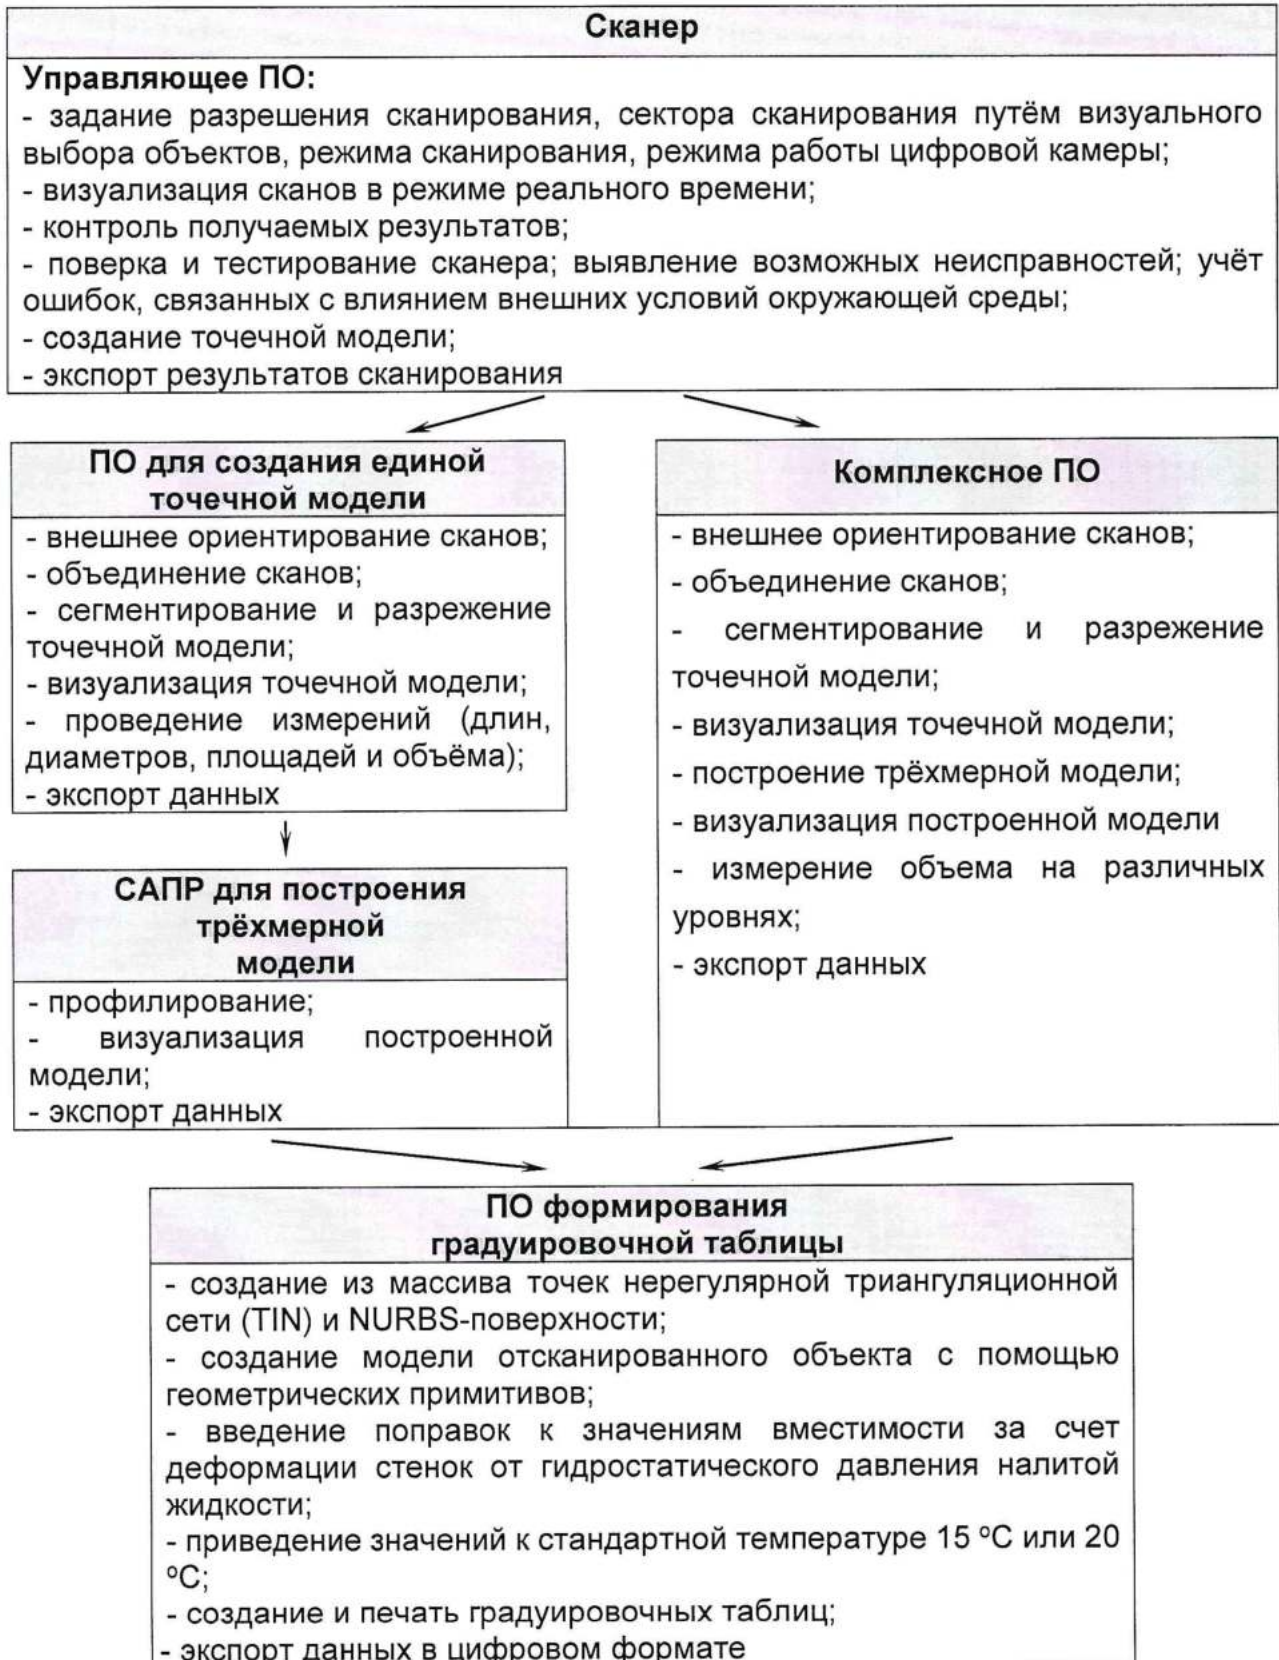 Сканер
Управляющее ПО:
- задание разрешения сканирования, сектора сканирования путём визуального
выбора объектов, режима сканирования, режима работы цифровой камеры;
- визуализация сканов в режиме реального времени;
- контроль получаемых результатов;
- поверка и тестирование сканера; выявление возможных неисправностей; учёт
ошибок, связанных с влиянием внешних условий окружающей среды;
- создание точечной модели;
- экспорт результатов сканирования
ПО для создания единой
точечной модели
- внешнее ориентирование сканов;
- объединение сканов;
- сегментирование и разрежение
точечной модели;
- визуализация точечной модели;
- проведение измерений (длин,
диаметров, площадей и объёма);
- экспорт данных
САПР для построения
трёхмерной
модели
- профилирование;
- визуализация построенной
модели;
- экспорт данных
Комплексное ПО
- внешнее ориентирование сканов;
- объединение сканов;
- сегментирование и разрежение
точечной модели;
- визуализация точечной модели;
- построение трёхмерной модели;
- визуализация построенной модели
- измерение объема на различных
уровнях;
- экспорт данных
ПО формирования
градуировочной таблицы
- создание из массива точек нерегулярной триангуляционной
сети (TIN) и NURBS-поверхности;
- создание модели отсканированного объекта с помощью
геометрических примитивов;
- введение поправок к значениям вместимости за счет
деформации стенок от гидростатического давления налитой
жидкости;
- приведение значений к стандартной температуре 15 ºС или 20
ºС;
- создание и печать градуировочных таблиц;
- экспорт данных в цифровом формате